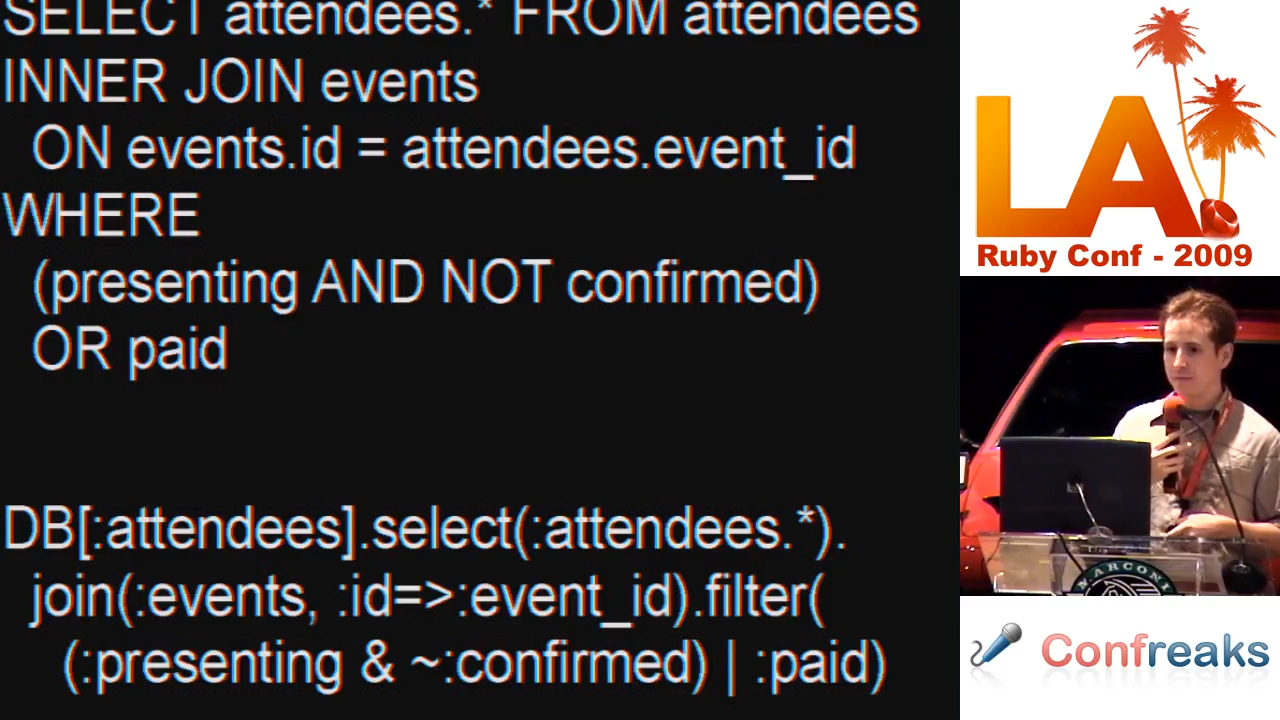 SELECT attendees.* FROM attendees
INNER JOIN events
ON events.id = attendees.event_id
WHERE
(presenting AND NOT confirmed)
OR paid
DB[:attendees].select(:attendees.*).
join(:events, :id=>:event_id).filter(
(:presenting & ~:confirmed) | :paid)
LA
Ruby Conf - 2009
MARCONI
Confreaks